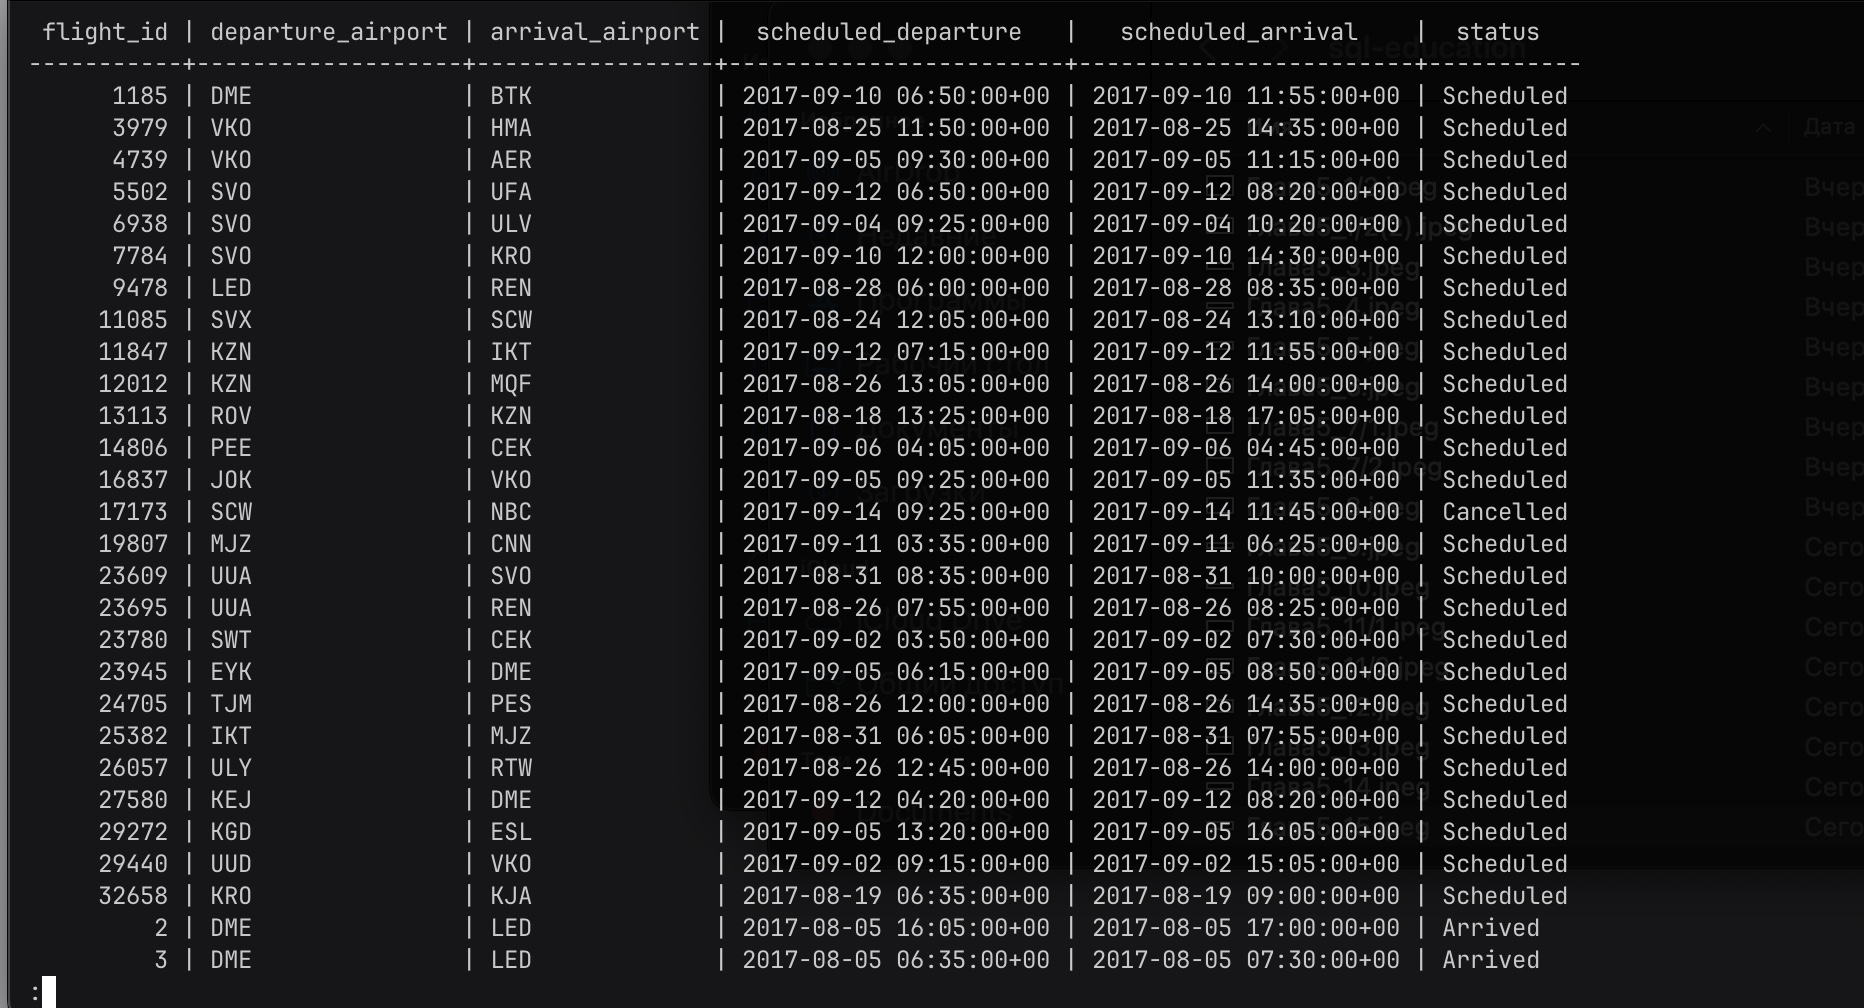 flight_id | departure_airport | arrival_airport |  scheduled_departure   |   scheduled_arrival    |  status
-----------+-------------------+-----------------+------------------------+------------------------+-----------
1185 | DME | BTK | 2017-09-10 06:50:00+00 | 2017-09-10 11:55:00+00 | Scheduled
3979 | VKO | HMA | 2017-08-25 11:50:00+00 | 2017-08-25 14:35:00+00 | Scheduled
4739 | VKO | AER | 2017-09-05 09:30:00+00 | 2017-09-05 11:15:00+00 | Scheduled
5502 | SVO | UFA | 2017-09-12 06:50:00+00 | 2017-09-12 08:20:00+00 | Scheduled
6938 | SVO | ULV | 2017-09-04 09:25:00+00 | 2017-09-04 10:20:00+00 | Scheduled
7784 | SVO | KRO | 2017-09-10 12:00:00+00 | 2017-09-10 14:30:00+00 | Scheduled
9478 | LED | REN | 2017-08-28 06:00:00+00 | 2017-08-28 08:35:00+00 | Scheduled
11085 | SVX | SCW | 2017-08-24 12:05:00+00 | 2017-08-24 13:10:00+00 | Scheduled
11847 | KZN | IKT | 2017-09-12 07:15:00+00 | 2017-09-12 11:55:00+00 | Scheduled
12012 | KZN | MQF | 2017-08-26 13:05:00+00 | 2017-08-26 14:00:00+00 | Scheduled
13113 | ROV | KZN | 2017-08-18 13:25:00+00 | 2017-08-18 17:05:00+00 | Scheduled
14806 | PEE | CEK | 2017-09-06 04:05:00+00 | 2017-09-06 04:45:00+00 | Scheduled
16837 | JOK | VKO | 2017-09-05 09:25:00+00 | 2017-09-05 11:35:00+00 | Scheduled
17173 | SCW | NBC | 2017-09-14 09:25:00+00 | 2017-09-14 11:45:00+00 | Cancelled
19807 | MJZ | CNN | 2017-09-11 03:35:00+00 | 2017-09-11 06:25:00+00 | Scheduled
23609 | UUA | SVO | 2017-08-31 08:35:00+00 | 2017-08-31 10:00:00+00 | Scheduled
23695 | UUA | REN | 2017-08-26 07:55:00+00 | 2017-08-26 08:25:00+00 | Scheduled
23780 | SWT | CEK | 2017-09-02 03:50:00+00 | 2017-09-02 07:30:00+00 | Scheduled
23945 | EYK | DME | 2017-09-05 06:15:00+00 | 2017-09-05 08:50:00+00 | Scheduled
24705 | TJM | PES | 2017-08-26 12:00:00+00 | 2017-08-26 14:35:00+00 | Scheduled
25382 | IKT | MJZ | 2017-08-31 06:05:00+00 | 2017-08-31 07:55:00+00 | Scheduled
26057 | ULY | RTW | 2017-08-26 12:45:00+00 | 2017-08-26 14:00:00+00 | Scheduled
27580 | KEJ | DME | 2017-09-12 04:20:00+00 | 2017-09-12 08:20:00+00 | Scheduled
29272 | KGD | ESL | 2017-09-05 13:20:00+00 | 2017-09-05 16:05:00+00 | Scheduled
29440 | UUD | VKO | 2017-09-02 09:15:00+00 | 2017-09-02 15:05:00+00 | Scheduled
32658 | KRO | KJA | 2017-08-19 06:35:00+00 | 2017-08-19 09:00:00+00 | Scheduled
2 | DME | LED | 2017-08-05 16:05:00+00 | 2017-08-05 17:00:00+00 | Arrived
3 | DME | LED | 2017-08-05 06:35:00+00 | 2017-08-05 07:30:00+00 | Arrived
: